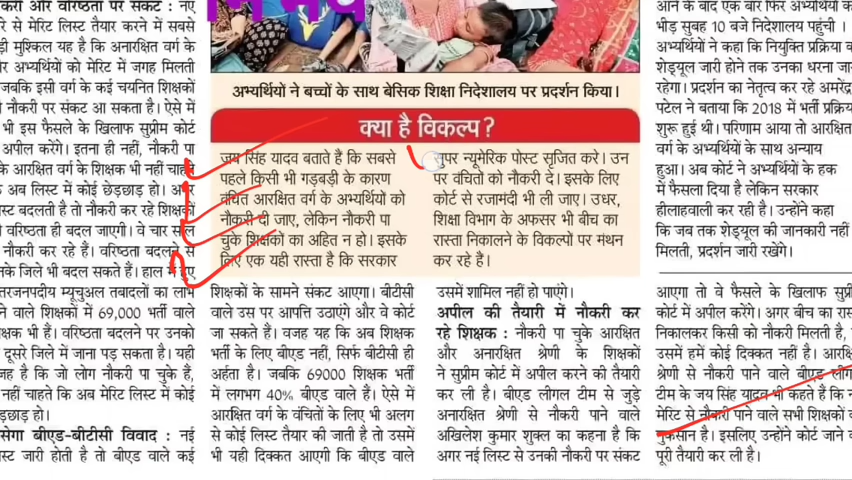 नौकरी और वरिष्ठता पर संकट : नए
से मेरिट लिस्ट तैयार करने में सबसे
मुश्किल यह है कि अनारक्षित वर्ग के
अभ्यर्थियों को मेरिट में जगह मिलती
जबकि इसी वर्ग के कई चयनित शिक्षकों
नौकरी पर संकट आ सकता है। ऐसे में
भी इस फैसले के खिलाफ सुप्रीम कोर्ट
अपील करेंगे। इतना ही नहीं, नौकरी पा
के आरक्षित वर्ग के शिक्षक भी नहीं चाहते
अब लिस्ट में कोई छेड़छाड़ हो। अगर
बदलती है तो नौकरी कर रहे शिक्षकों
वरिष्ठता ही बदल जाएगी। वे चार साल
नौकरी कर रहे हैं। वरिष्ठता बदलने से
के जिले भी बदल सकते हैं। हाल में हुए
म्यूचुअल तबादलों का लाभ
वाले शिक्षकों में 69,000 भर्ती वाले
भी हैं। वरिष्ठता बदलने पर उनको
दूसरे जिले में जाना पड़ सकता है। यही
है कि जो लोग नौकरी पा चुके हैं,
नहीं चाहते कि अब मेरिट लिस्ट में कोई
हो।
बीएड-बीटीसी विवाद : नई
जारी होती है तो बीएड वाले कई
अभ्यर्थियों ने बच्चों के साथ बेसिक शिक्षा निदेशालय पर प्रदर्शन किया।
क्या है विकल्प?
जय सिंह यादव बताते हैं कि सबसे
पहले किसी भी गड़बड़ी के कारण
वंचित आरक्षित वर्ग के अभ्यर्थियों को
नौकरी दी जाए, लेकिन नौकरी पा
चुके शिक्षकों का अहित न हो। इसके
लिए एक यही रास्ता है कि सरकार
सुपर न्यूमेरिक पोस्ट सृजित करे। उन
पर वंचितों को नौकरी दे। इसके लिए
कोर्ट से रजामंदी भी ली जाए। उधर,
शिक्षा विभाग के अफसर भी बीच का
रास्ता निकालने के विकल्पों पर मंथन
कर रहे हैं।
शिक्षकों के सामने संकट आएगा। बीटीसी
वाले उस पर आपत्ति उठाएंगे और वे कोर्ट
जा सकते हैं। वजह यह कि अब शिक्षक
भर्ती के लिए बीएड नहीं, सिर्फ बीटीसी ही
अर्हता है। जबकि 69000 शिक्षक भर्ती
में लगभग 40% बीएड वाले हैं। ऐसे में
आरक्षित वर्ग के वंचितों के लिए भी अलग
से कोई लिस्ट तैयार की जाती है तो उसमें
भी यही दिक्कत आएगी कि बीएड वाले
उसमें शामिल नहीं हो पाएंगे।
अपील की तैयारी में नौकरी कर
रहे शिक्षक : नौकरी पा चुके आरक्षित
और अनारक्षित श्रेणी के शिक्षकों
ने सुप्रीम कोर्ट में अपील करने की तैयारी
कर ली है। बीएड लीगल टीम से जुड़े
अनारक्षित श्रेणी से नौकरी पाने वाले
अखिलेश कुमार शुक्ल का कहना है कि
अगर नई लिस्ट से उनकी नौकरी पर संकट
आने के बाद एक बार फिर अभ्यर्थियों
भीड़ सुबह 10 बजे निदेशालय पहुंची।
अभ्यर्थियों ने कहा कि नियुक्ति प्रक्रिया
शेड्यूल जारी होने तक उनका धरना
रहेगा। प्रदर्शन का नेतृत्व कर रहे अमरेंद्र
पटेल ने बताया कि 2018 में भर्ती प्रक्रिया
शुरू हुई थी। परिणाम आया तो आरक्षित
वर्ग के अभ्यर्थियों के साथ अन्याय
हुआ। अब कोर्ट ने अभ्यर्थियों के हक
में फैसला दिया है लेकिन सरकार
हीलाहवाली कर रही है। उन्होंने कहा
कि जब तक शेड्यूल की जानकारी नहीं
मिलती, प्रदर्शन जारी रखेंगे।
आएगा तो वे फैसले के खिलाफ सुप्रीम
कोर्ट में अपील करेंगे। अगर बीच का रास्ता
निकालकर किसी को नौकरी मिलती है,
उसमें हमें कोई दिक्कत नहीं है।
श्रेणी से नौकरी पाने वाले बीएड लीगल
टीम के जय सिंह यादव भी कहते हैं कि
मेरिट से नौकरी पाने वाले सभी शिक्षकों
नुकसान है। इसलिए उन्होंने कोर्ट जाने
पूरी तैयारी कर ली है।